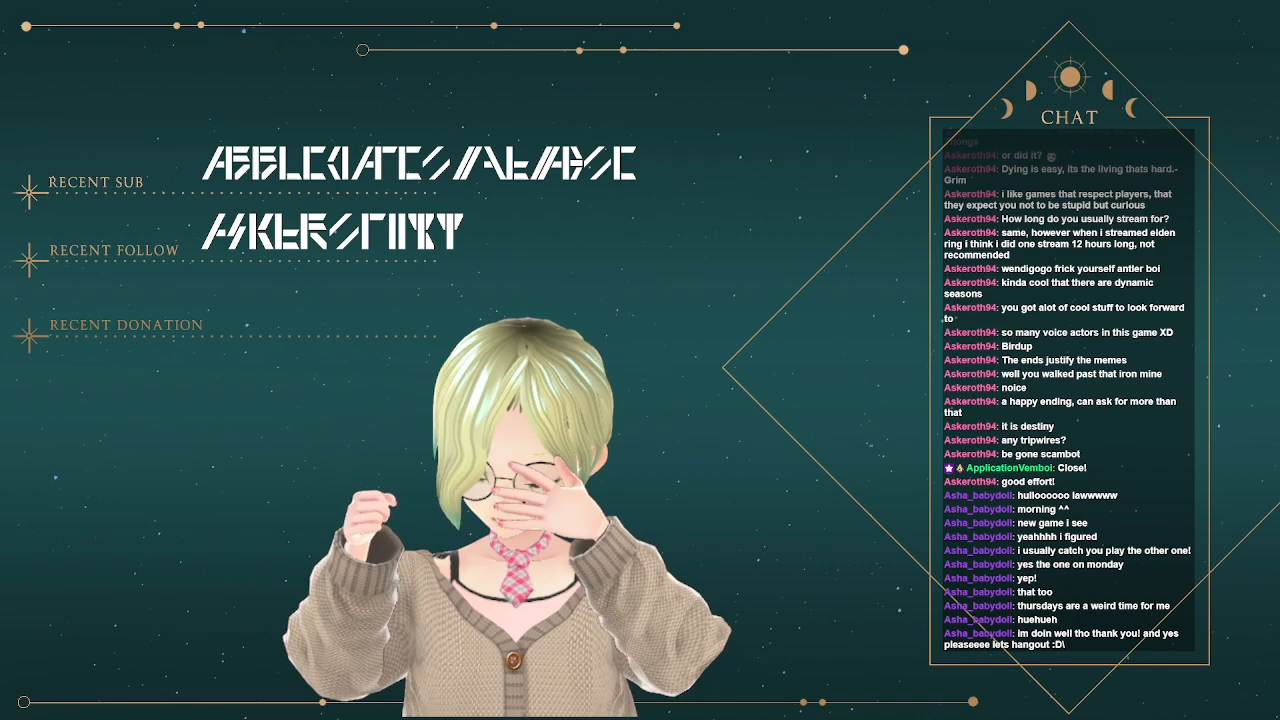 CHAT
chongs
Askeroth94: or did it?
Askeroth94: Dying is easy, its the living thats hard.-
Grim
Askeroth94: i like games that respect players, that
they expect you not to be stupid but curious
Askeroth94: How long do you usually stream for?
Askeroth94: same, however when i streamed elden
ring i think i did one stream 12 hours long, not
recommended
Askeroth94: wendigogo frick yourself antler boi
Askeroth94: kinda cool that there are dynamic
seasons
Askeroth94: you got alot of cool stuff to look forward
to
Askeroth94: so many voice actors in this game XD
Askeroth94: Birdup
Askeroth94: The ends justify the memes
Askeroth94: well you walked past that iron mine
Askeroth94: noice
Askeroth94: a happy ending, can ask for more than
that
Askeroth94: it is destiny
Askeroth94: any tripwires?
Askeroth94: be gone scambot
ApplicationVemboi: Close!
Askeroth94: good effort!
Asha_babydoll: hulloooooo lawwwww
Asha_babydoll: morning ^^
Asha_babydoll: new game i see
Asha_babydoll: yeahhhh i figured
Asha_babydoll: i usually catch you play the other one!
Asha_babydoll: yes the one on monday
Asha_babydoll: yep!
Asha_babydoll: that too
Asha_babydoll: thursdays are a weird time for me
Asha_babydoll: huehueh
Asha_babydoll: im doin well tho thank you! and yes
pleaseeee lets hangout :D\
RECENT SUB
RECENT FOLLOW
RECENT DONATION